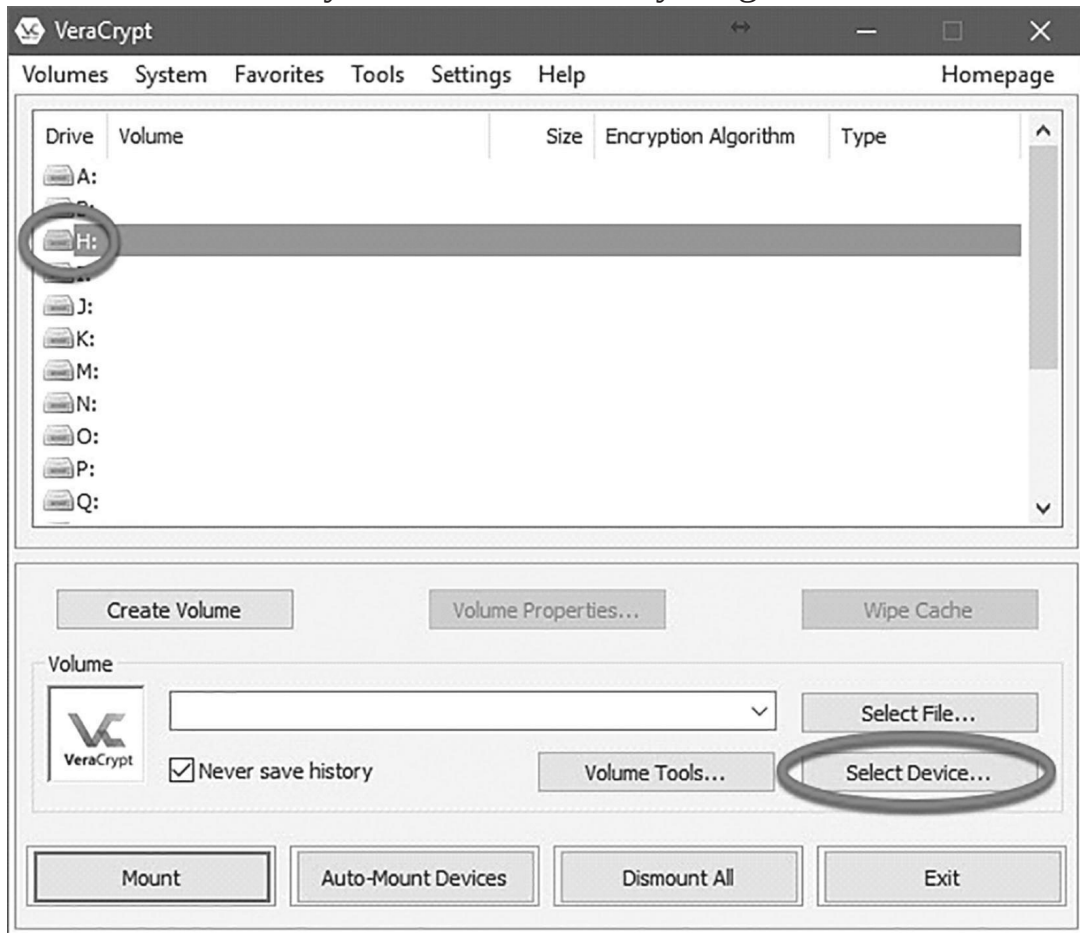 VeraCrypt
Volumes System Favorites Tools Settings Help Homepage
Drive Volume Size Encryption Algorithm Type
A:
H:
J:
K:
M:
N:
O:
P:
Q:
Create Volume Volume Properties... Wipe Cache
Volume
Select File...
VeraCrypt
Never save history Volume Tools... Select Device...
Mount Auto-Mount Devices Dismount All Exit